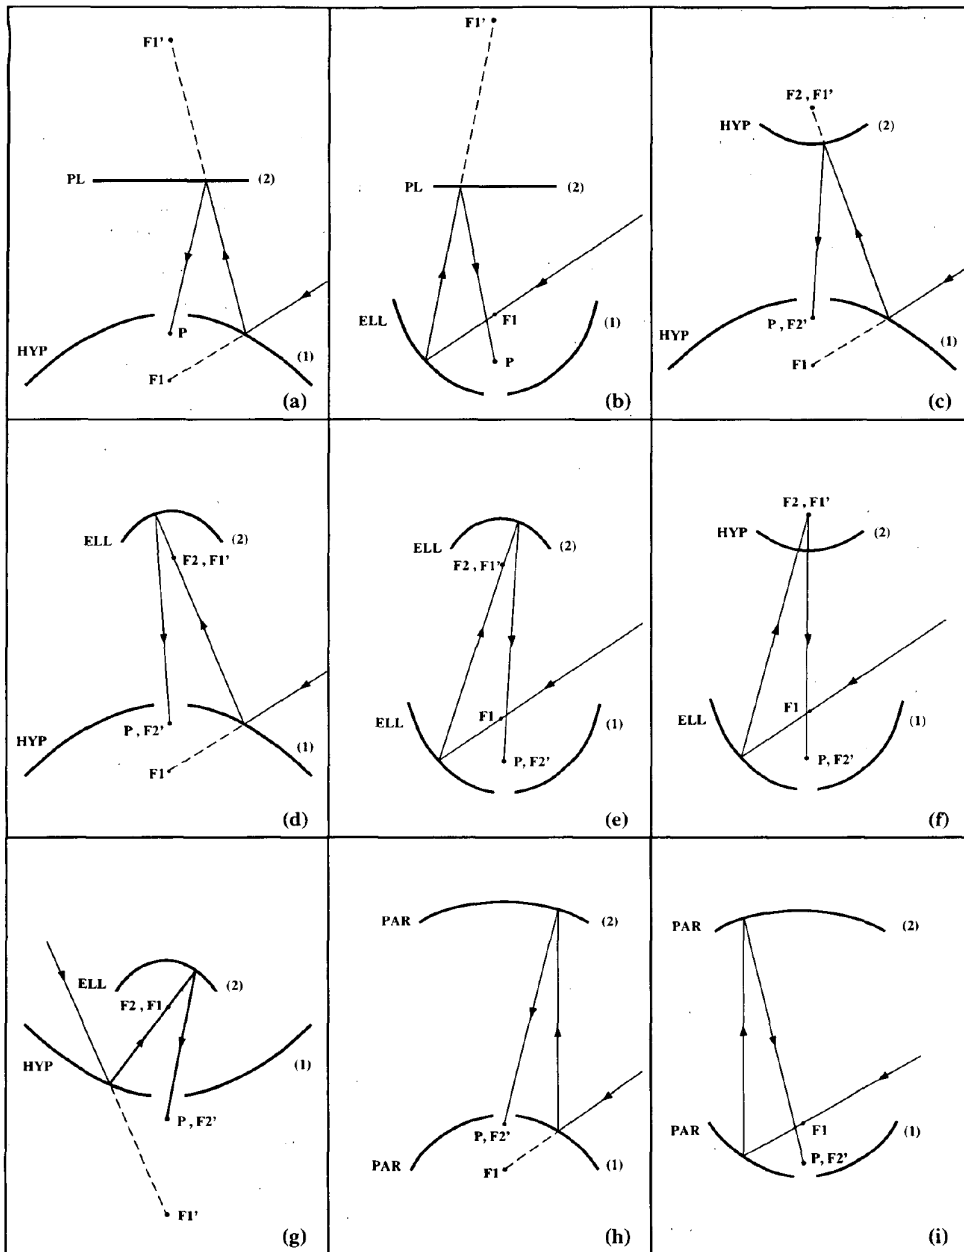 F1'
PL
(2)
P
HYP
(1)
F1
(a)
F1'
PL
(2)
ELL
F1
(1)
P
(b)
F2 , F1'
HYP
(2)
P, F2'
HYP
F1
(1)
(c)
ELL
(2)
F2 , F1'
P, F2'
HYP
(1)
F1
(d)
ELL
(2)
F2, F1'
ELL
F1
(1)
P, F2'
(e)
F2 , F1'
HYP
(2)
ELL
F1
(1)
P, F2'
(f)
ELL
(2)
F2 , F1
HYP
(1)
P, F2'
F1'
(g)
PAR
(2)
P, F2'
PAR
F1
(1)
(h)
PAR
(2)
PAR
F1
(1)
P, F2'
(i)